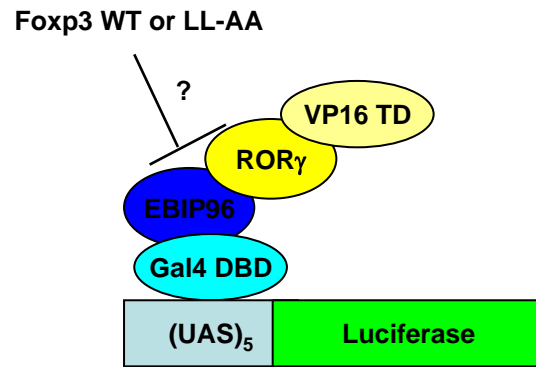 Foxp3 WT or LL-AA
?
VP16 TD
RORγ
EBIP96
Gal4 DBD
(UAS)₅ Luciferase